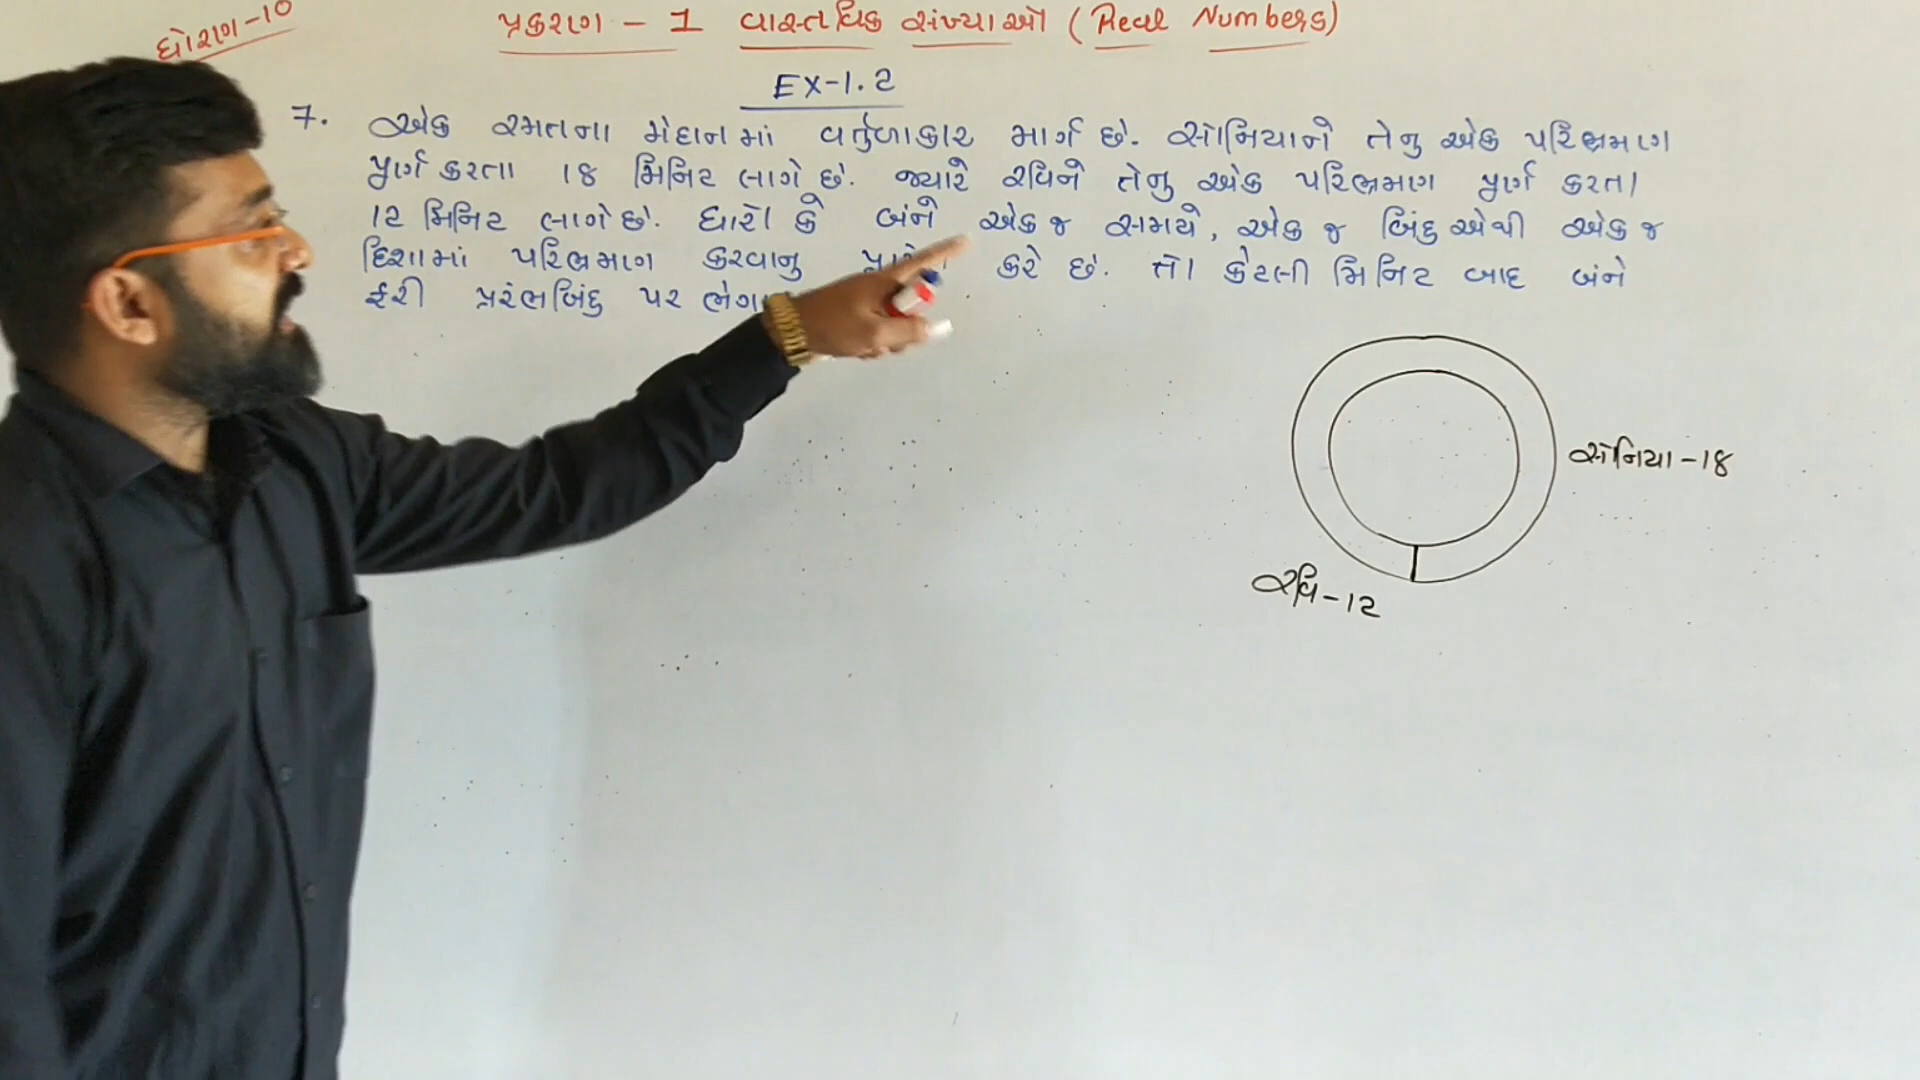 ધોરણ-10
પ્રકરણ - 1 વાસ્તવિક સંખ્યાઓ (Real Numbers)
EX-1.2
7. એક રમતના મેદાનમાં વર્તુળાકાર માર્ગ છે. સોનિયાને તેનુ એક પરિભ્રમણ
પૂર્ણ કરતા 18 મિનિટ લાગે છે. જ્યારે રવિને તેનુ એક પરિભ્રમણ પૂર્ણ કરતા
12 મિનિટ લાગે છે. ધારો કે બંને એક જ સમયે, એક જ બિંદુએથી એક જ
દિશામાં પરિભ્રમણ કરવાનુ કરે છે. તો કેટલી મિનિટ બાદ બંને
ફરી પ્રારંભબિંદુ પર
સોનિયા-18
રવિ-12